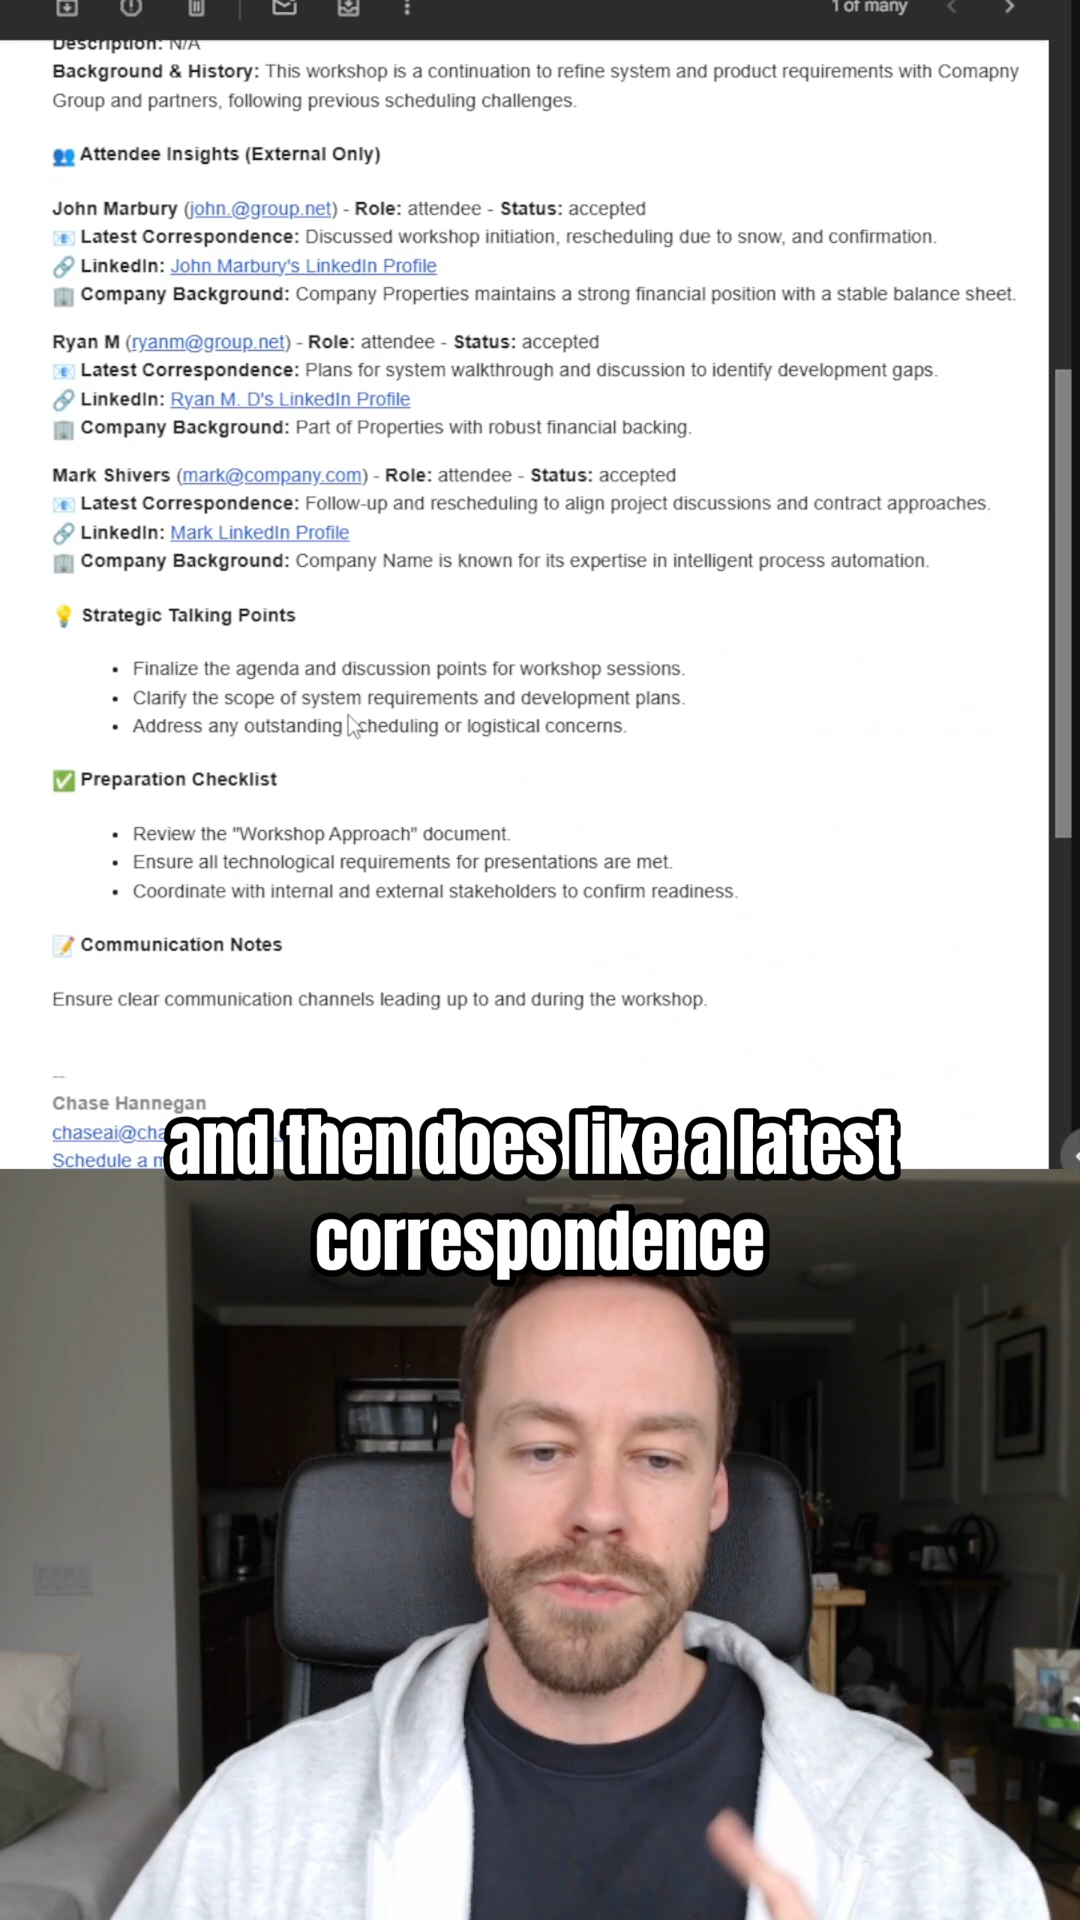 1 of many
Description: N/A
Background & History: This workshop is a continuation to refine system and product requirements with Comapny
Group and partners, following previous scheduling challenges.
Attendee Insights (External Only)
John Marbury (john.@group.net) - Role: attendee - Status: accepted
Latest Correspondence: Discussed workshop initiation, rescheduling due to snow, and confirmation.
LinkedIn: John Marbury's LinkedIn Profile
Company Background: Company Properties maintains a strong financial position with a stable balance sheet.
Ryan M (ryanm@group.net) - Role: attendee - Status: accepted
Latest Correspondence: Plans for system walkthrough and discussion to identify development gaps.
LinkedIn: Ryan M. D's LinkedIn Profile
Company Background: Part of Properties with robust financial backing.
Mark Shivers (mark@company.com) - Role: attendee - Status: accepted
Latest Correspondence: Follow-up and rescheduling to align project discussions and contract approaches.
LinkedIn: Mark LinkedIn Profile
Company Background: Company Name is known for its expertise in intelligent process automation.
Strategic Talking Points
• Finalize the agenda and discussion points for workshop sessions.
• Clarify the scope of system requirements and development plans.
• Address any outstanding scheduling or logistical concerns.
Preparation Checklist
• Review the "Workshop Approach" document.
• Ensure all technological requirements for presentations are met.
• Coordinate with internal and external stakeholders to confirm readiness.
Communication Notes
Ensure clear communication channels leading up to and during the workshop.
--
Chase Hannegan
chaseai@cha
Schedule a m
and then does like a latest
correspondence